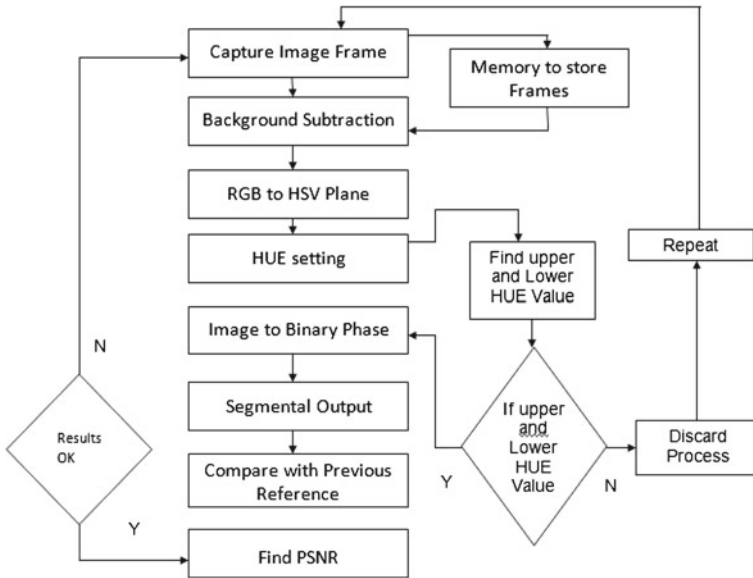 Capture Image Frame
Memory to store
Frames
Background Subtraction
RGB to HSV Plane
HUE setting
Find upper
and Lower
HUE Value
Repeat
Image to Binary Phase
N
Segmental Output
If upper
and
Lower
HUE
Value
Discard
Process
Results
OK
Compare with Previous
Reference
Y
N
Y
Find PSNR